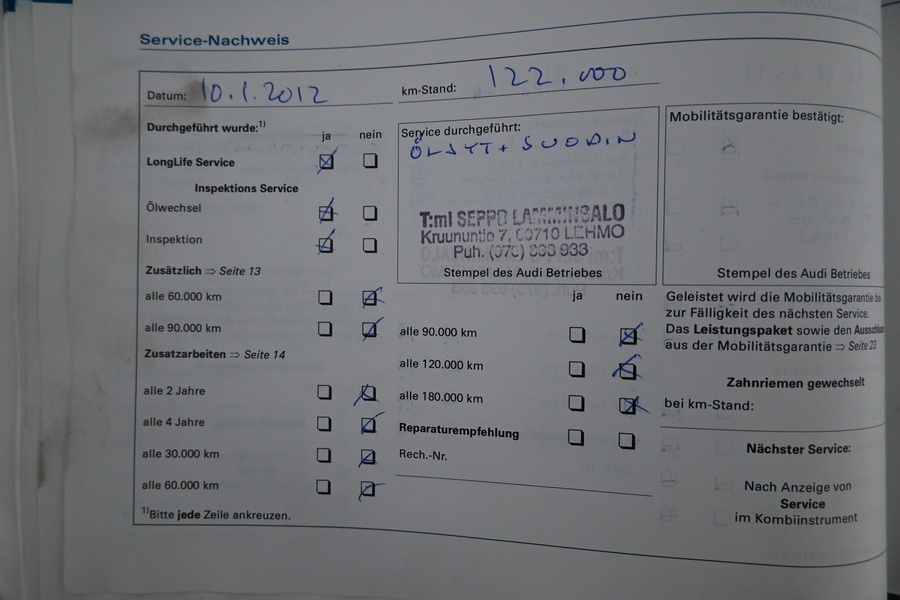 Service-Nachweis
Datum: 10.1.2012
km-Stand: 122.000
Durchgeführt wurde:1)
ja nein
LongLife Service
Inspektions Service
Ölwechsel
Inspektion
Zusätzlich ⇒ Seite 13
alle 60.000 km
alle 90.000 km
Zusatzarbeiten ⇒ Seite 14
alle 2 Jahre
alle 4 Jahre
alle 30.000 km
alle 60.000 km
1)Bitte jede Zeile ankreuzen.
Service durchgeführt:
ÖLJYT + SUODIN
T:ml SEPPO LAMMINSALO
Kruununtie 7, LEHMO
Puh.
Stempel des Audi Betriebes
ja nein
alle 90.000 km
alle 120.000 km
alle 180.000 km
Reparaturempfehlung
Rech.-Nr.
Mobilitätsgarantie bestätigt:
Stempel des Audi Betriebes
Geleistet wird die Mobilitätsgarantie bis
zur Fälligkeit des nächsten Service.
Das Leistungspaket sowie den Ausschluss
aus der Mobilitätsgarantie ⇒ Seite 23
Zahnriemen gewechselt
bei km-Stand:
Nächster Service:
Nach Anzeige von
Service
im Kombiinstrument